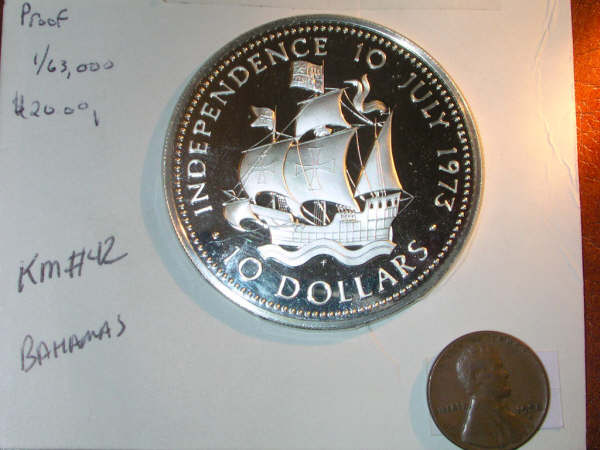 Proof
1/63,000
$20.00
KM#42
BAHAMAS
INDEPENDENCE 10 JULY 1973
10 DOLLARS